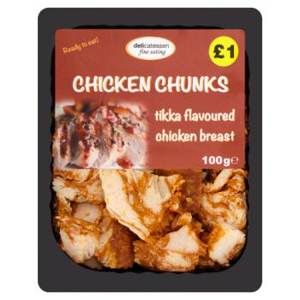 Ready to eat!
delicatessen
fine eating
£1
CHICKEN CHUNKS
tikka flavoured
chicken breast
100g℮